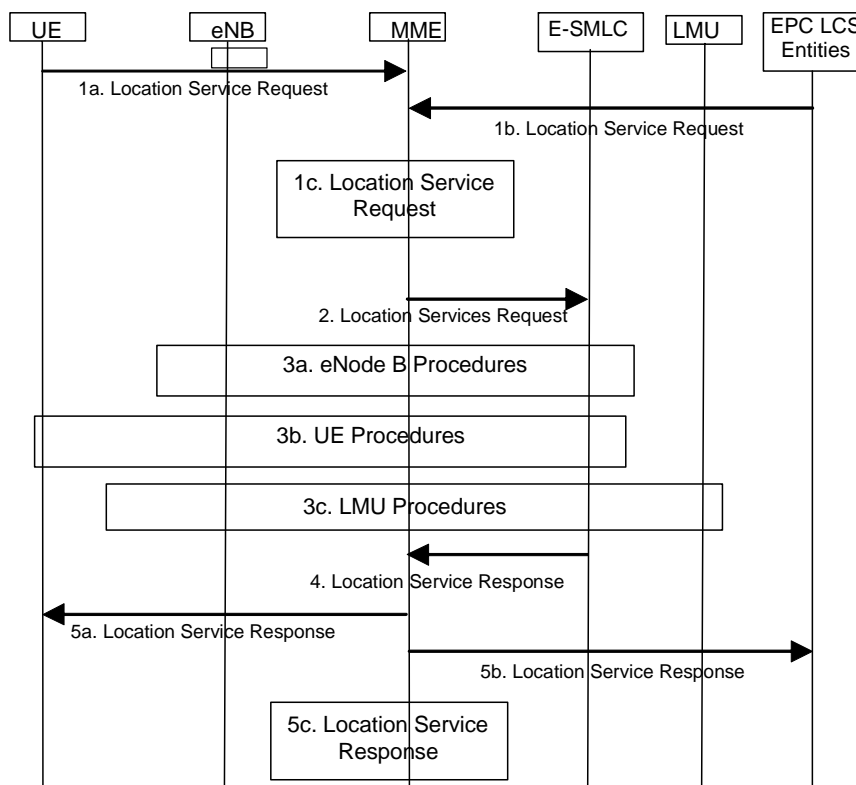 UE
eNB
MME
E-SMLC
LMU
EPC LCS
Entities
1a. Location Service Request
1b. Location Service Request
1c. Location Service
Request
2. Location Services Request
3a. eNode B Procedures
3b. UE Procedures
3c. LMU Procedures
4. Location Service Response
5a. Location Service Response
5b. Location Service Response
5c. Location Service
Response